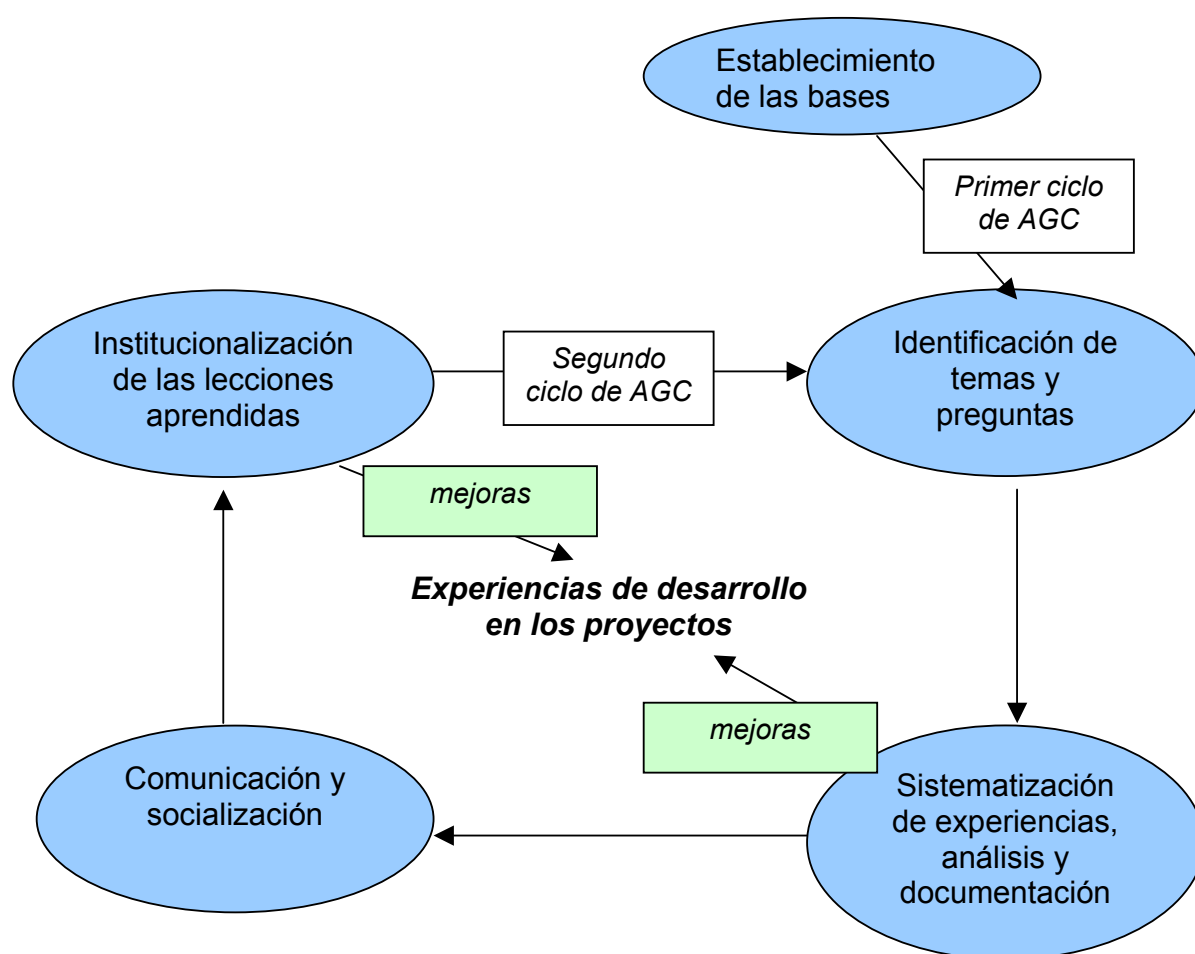 Establecimiento
de las bases
Primer ciclo
de AGC
Institucionalización
de las lecciones
aprendidas
Segundo
ciclo de AGC
Identificación de
temas y
preguntas
mejoras
Experiencias de desarrollo
en los proyectos
mejoras
Comunicación y
socialización
Sistematización
de experiencias,
análisis y
documentación